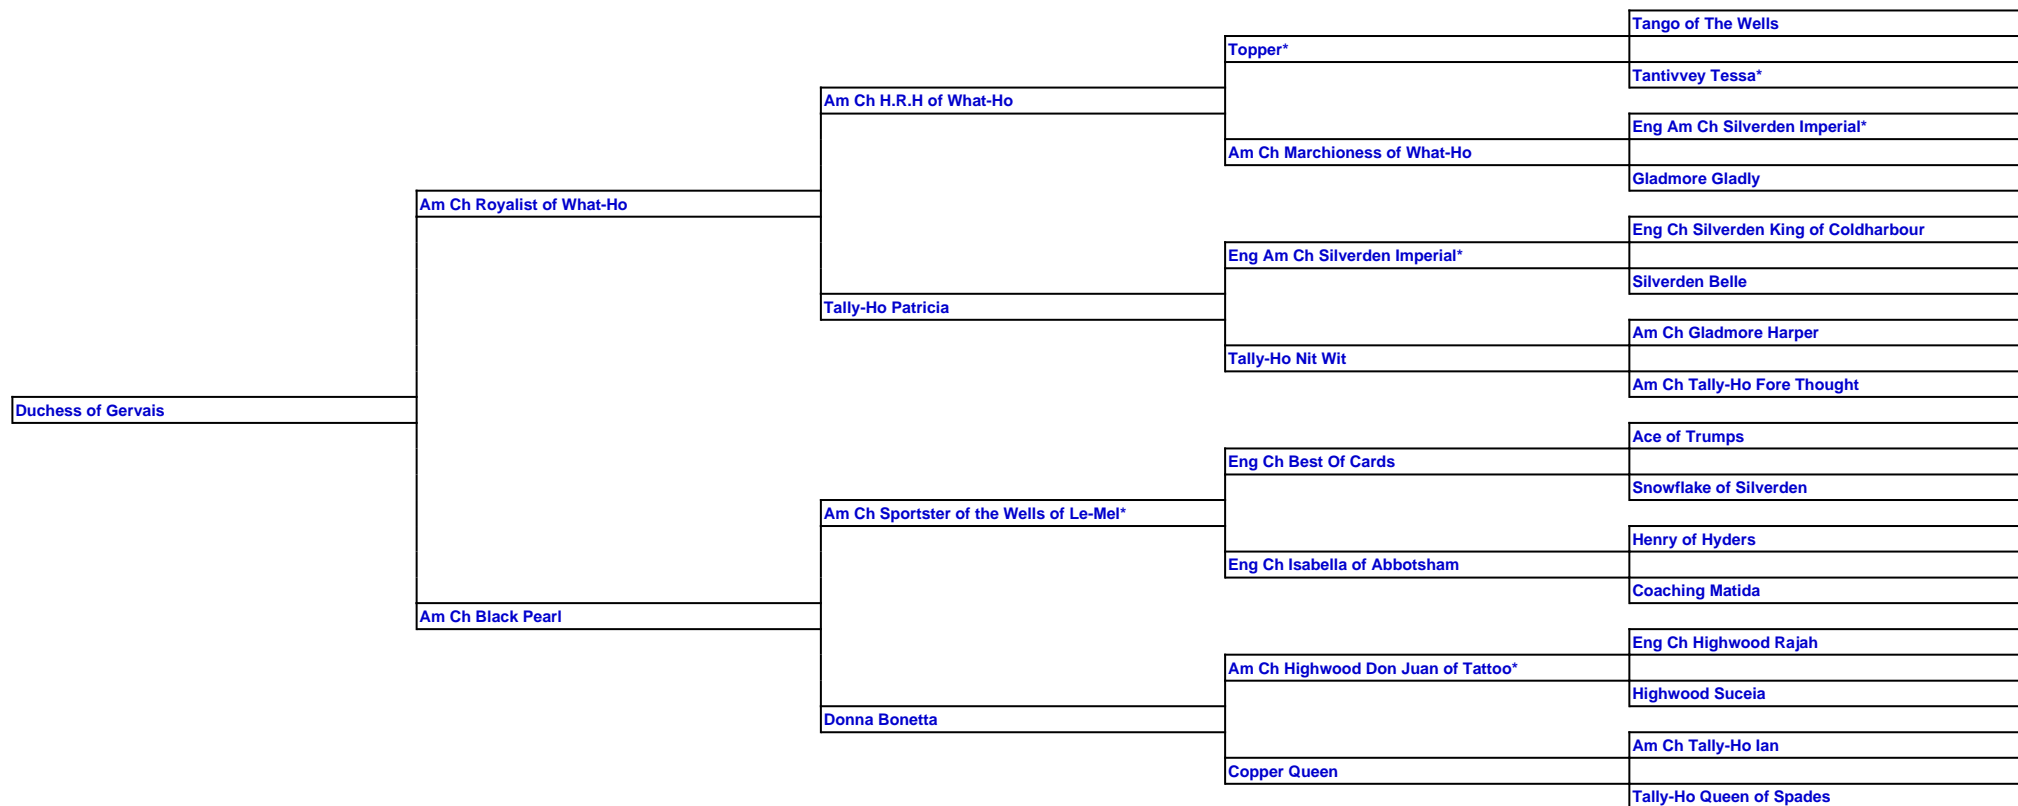 Tango of The Wells
Topper*
Tantivvey Tessa*
Am Ch H.R.H of What-Ho
Eng Am Ch Silverden Imperial*
Am Ch Marchioness of What-Ho
Gladmore Gladly
Am Ch Royalist of What-Ho
Eng Ch Silverden King of Coldharbour
Eng Am Ch Silverden Imperial*
Silverden Belle
Tally-Ho Patricia
Am Ch Gladmore Harper
Tally-Ho Nit Wit
Am Ch Tally-Ho Fore Thought
Duchess of Gervais
Ace of Trumps
Eng Ch Best Of Cards
Snowflake of Silverden
Am Ch Sportster of the Wells of Le-Mel*
Henry of Hyders
Eng Ch Isabella of Abbotsham
Coaching Matida
Am Ch Black Pearl
Eng Ch Highwood Rajah
Am Ch Highwood Don Juan of Tattoo*
Highwood Suceia
Donna Bonetta
Am Ch Tally-Ho Ian
Copper Queen
Tally-Ho Queen of Spades